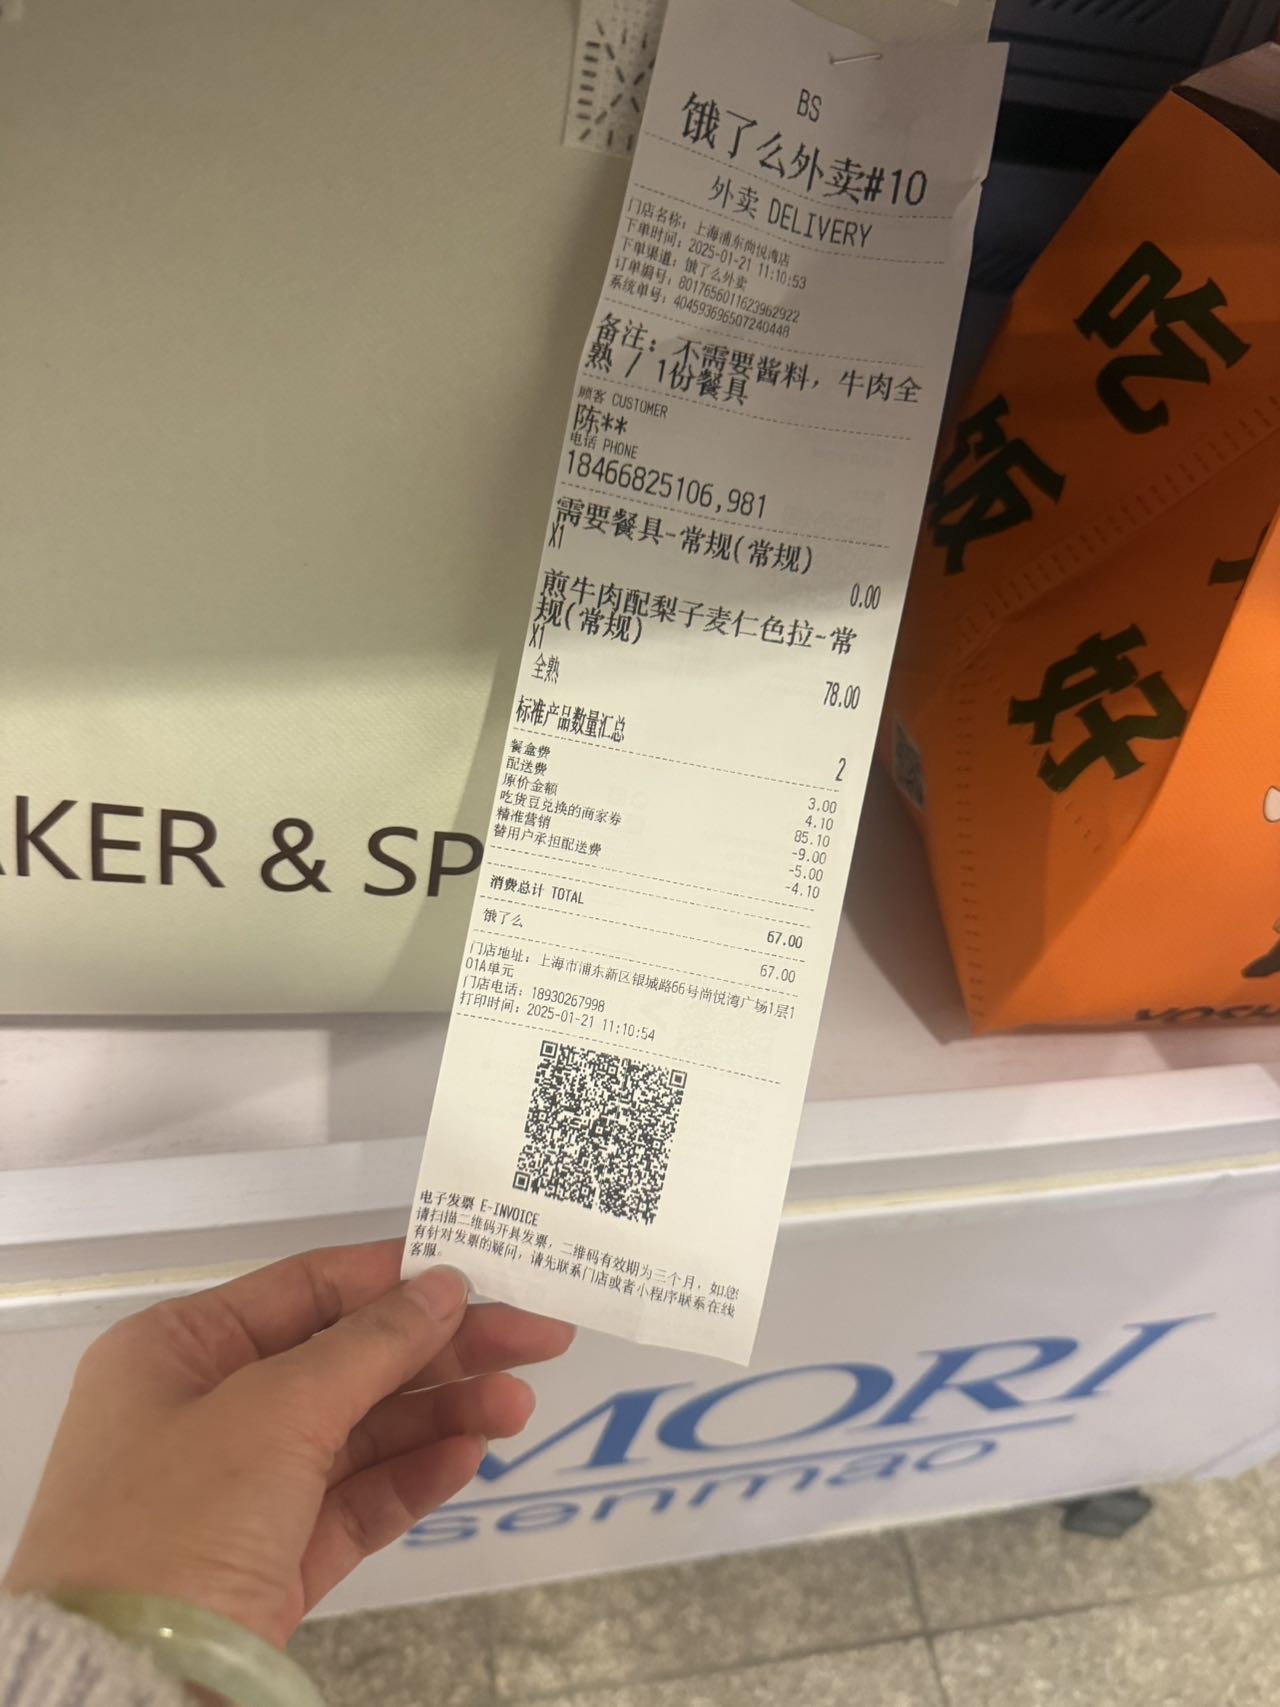 BS
饿了么外卖#10
外卖 DELIVERY
门店名称：上海浦东尚悦湾店
下单时间：2025-01-21 11:10:53
下单渠道：饿了么外卖
订单编号：8017656011623962922
系统单号：404593696507240448
备注：不需要酱料，牛肉全
熟 / 1份餐具
顾客 CUSTOMER
陈**
电话 PHONE
18466825106,981
需要餐具-常规(常规)
X1
0.00
煎牛肉配梨子麦仁色拉-常
规(常规)
X1
78.00
全熟
标准产品数量汇总
2
餐盒费 3.00
配送费 4.10
原价金额 85.10
吃货豆兑换的商家券 -9.00
精准营销 -5.00
替用户承担配送费 -4.10
消费总计 TOTAL 67.00
饿了么 67.00
门店地址：上海市浦东新区银城路66号尚悦湾广场1层1
01A单元
门店电话：18930267998
打印时间：2025-01-21 11:10:54
电子发票 E-INVOICE
请扫描二维码开具发票，二维码有效期为三个月，如您
有针对发票的疑问，请先联系门店或者小程序联系在线
客服。
AKER & SP
吃
饭
好
MORI
senmao